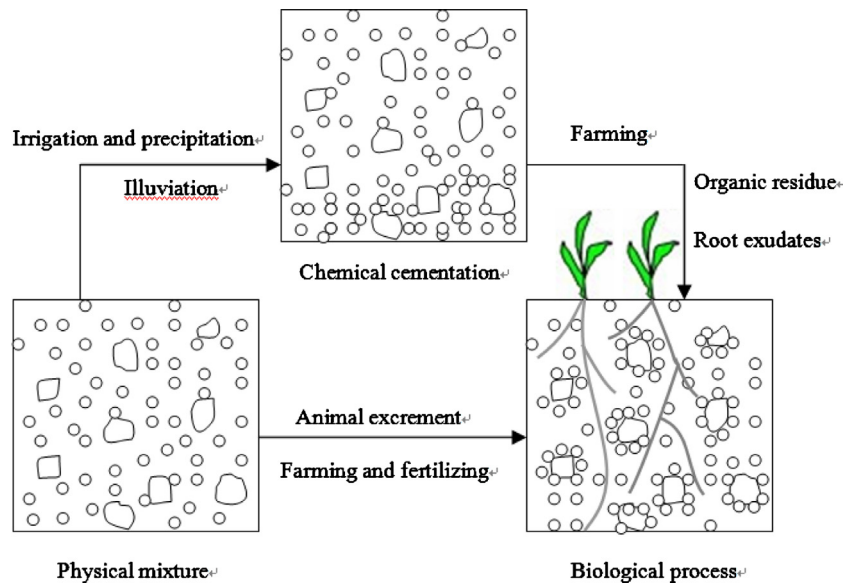 Irrigation and precipitation
Illuviation
Chemical cementation
Farming
Organic residue
Root exudates
Animal excrement
Farming and fertilizing
Physical mixture
Biological process